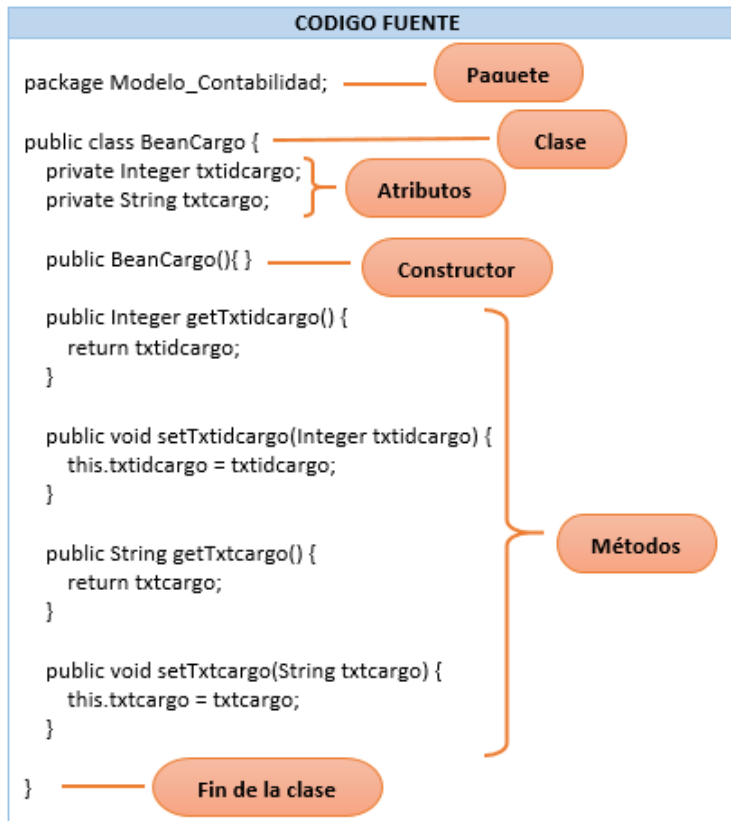 CODIGO FUENTE
package Modelo_Contabilidad;
Paquete
public class BeanCargo {
Clase
private Integer txtidcargo;
private String txtcargo;
Atributos
public BeanCargo(){ }
Constructor
public Integer getTxtidcargo() {
return txtidcargo;
}
public void setTxtidcargo(Integer txtidcargo) {
this.txtidcargo = txtidcargo;
}
public String getTxtcargo() {
return txtcargo;
}
Métodos
public void setTxtcargo(String txtcargo) {
this.txtcargo = txtcargo;
}
}
Fin de la clase